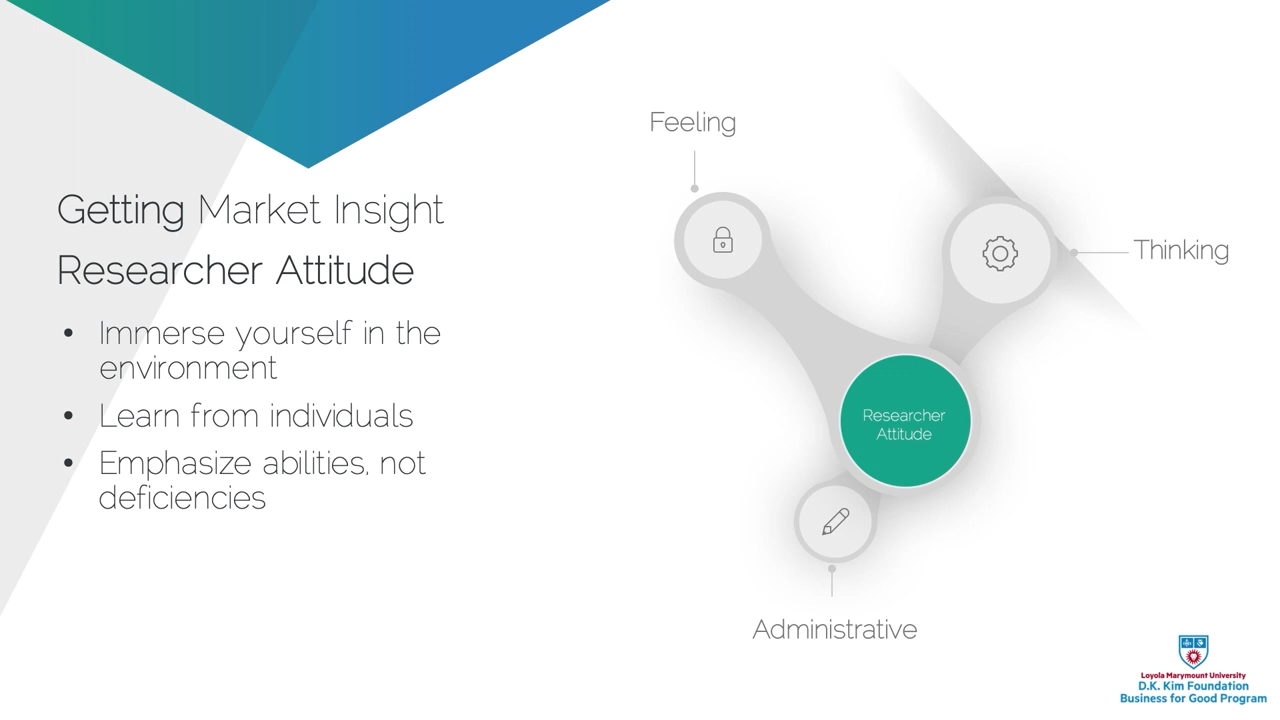 Getting Market Insight
Researcher Attitude
• Immerse yourself in the
environment
• Learn from individuals
• Emphasize abilities, not
deficiencies
Feeling
Thinking
Researcher
Attitude
Administrative
Loyola Marymount University
D.K. Kim Foundation
Business for Good Program